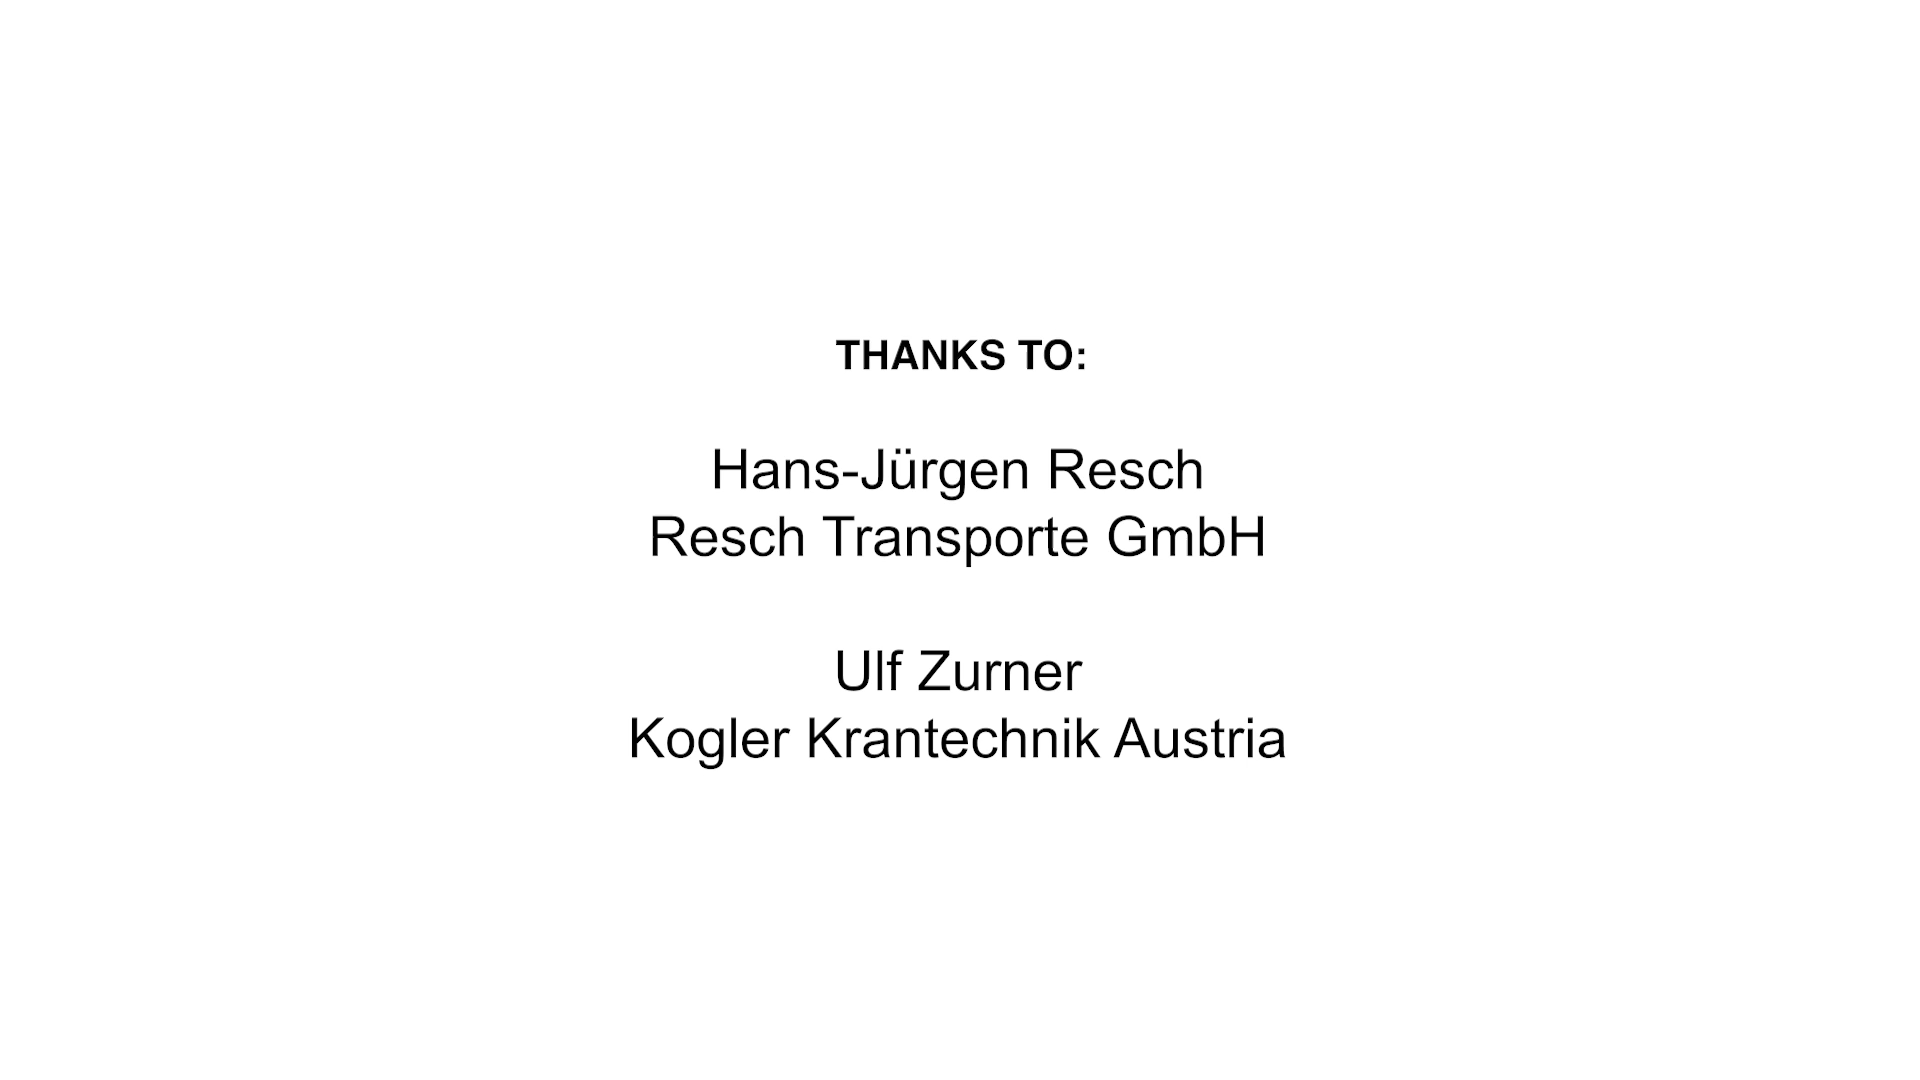 THANKS TO:
Hans-Jürgen Resch
Resch Transporte GmbH
Ulf Zurner
Kogler Krantechnik Austria